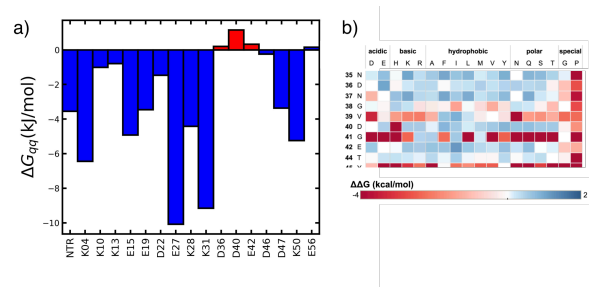 a)
ΔGqq(kJ/mol)
0
−2
−4
−6
−8
−10
NTR K04 K10 K13 E15 E19 D22 E27 K28 K31 D36 D40 E42 D46 D47 K50 E56
b)
acidic basic hydrophobic polar special
D E H K R A F I L M V Y N Q S T G P
35 N
36 D
37 N
38 G
39 V
40 D
41 G
42 E
44 T
ΔΔG (kcal/mol)
-4 2